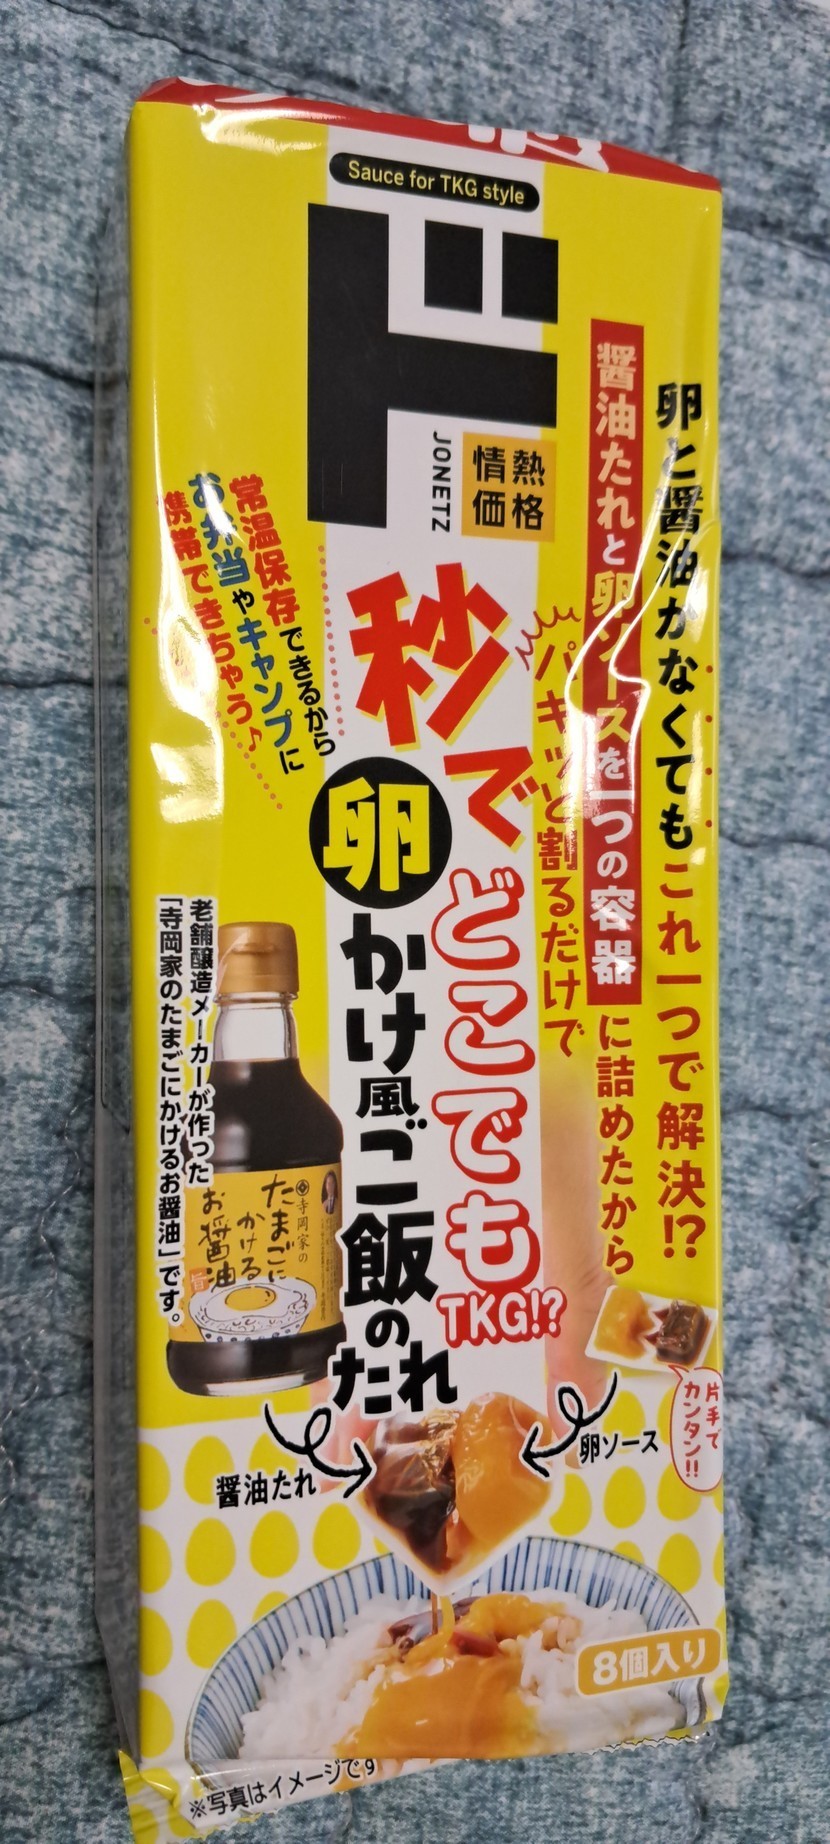 Sauce for TKG style
ド
JONETZ
情熱
価格
卵と醤油がなくてもこれ一つで解決!?
醤油たれと卵ソースを一つの容器に詰めたから
パキッと割るだけで
秒でどこでも
TKG!?
卵かけ風ご飯の
たれ
常温保存できるから
お弁当やキャンプに
携帯できちゃう♪
老舗醸造メーカーが作った
「寺岡家のたまごにかけるお醤油」です。
寺岡家の
たまごに
かける
お醤油
醤油たれ
卵ソース
片手で
カンタン!!
8個入り
※写真はイメージです